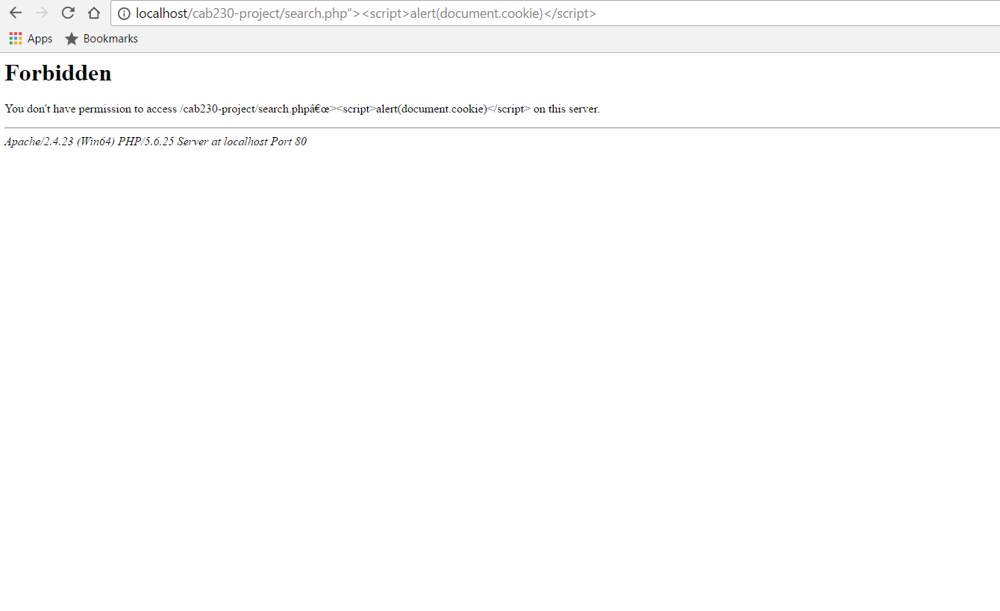 localhost/cab230-project/search.php“><script>alert(document.cookie)</script>
Apps Bookmarks
Forbidden
You don't have permission to access /cab230-project/search.phpâ€œ><script>alert(document.cookie)</script> on this server.
Apache/2.4.23 (Win64) PHP/5.6.25 Server at localhost Port 80